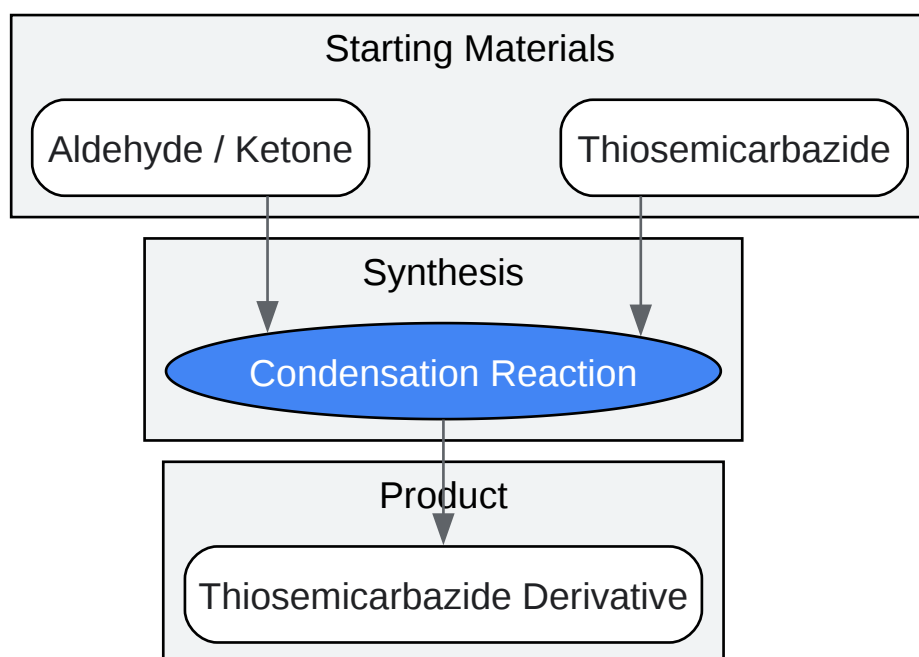 Starting Materials
Aldehyde / Ketone
Thiosemicarbazide
Synthesis
Condensation Reaction
Product
Thiosemicarbazide Derivative